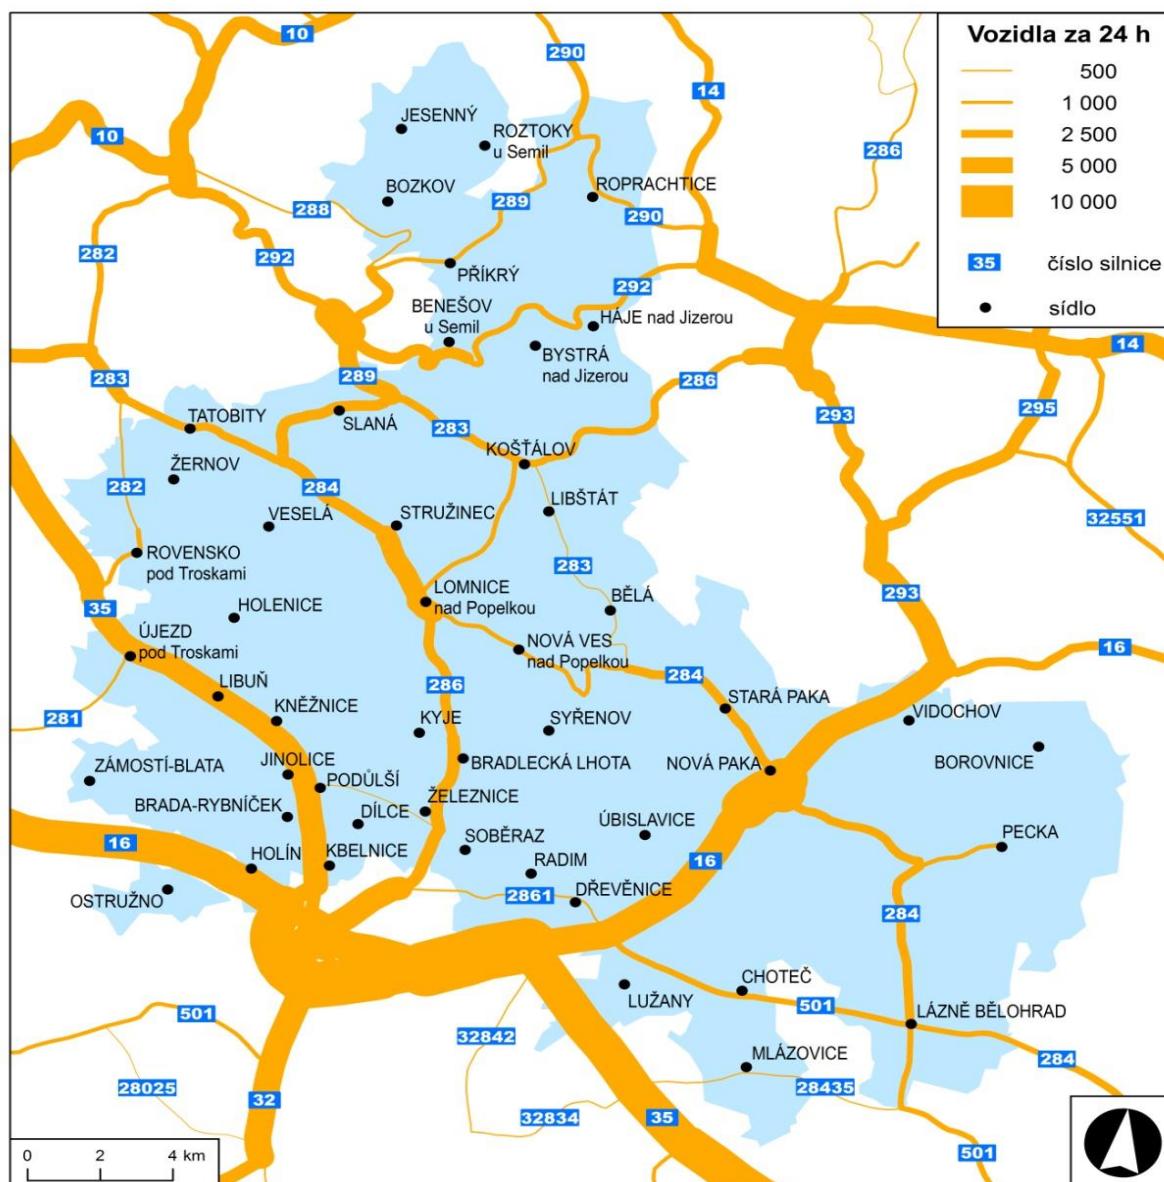 Vozidla za 24 h
500
1 000
2 500
5 000
10 000
35 číslo silnice
sídlo
10
290
14
10
286
JESENNÝ
ROZTOKY
u Semil
BOZKOV
ROPRACHTICE
289
288
290
282
292
PŘÍKRÝ
292
BENEŠOV
u Semil
HÁJE nad Jizerou
BYSTRÁ
nad Jizerou
14
289
283
286
295
293
TATOBITY
SLANÁ
283
KOŠŤÁLOV
ŽERNOV
282
284
LIBŠTÁT
32551
VESELÁ
STRUŽINEC
ROVENSKO
pod Troskami
283
293
35
HOLENICE
LOMNICE
nad Popelkou
BĚLÁ
ÚJEZD
pod Troskami
NOVÁ VES
nad Popelkou
16
284
286
LIBUŇ
KNĚŽNICE
STARÁ PAKA
281
KYJE
SYŘENOV
VIDOCHOV
ZÁMOSTÍ-BLATA
JINOLICE
BRADLECKÁ LHOTA
NOVÁ PAKA
BOROVNICE
PODŮLŠÍ
BRADA-RYBNÍČEK
ŽELEZNICE
DÍLCE
ÚBISLAVICE
PECKA
16
SOBĚRAZ
HOLÍN
KBELNICE
RADIM
16
OSTRUŽNO
2861
DŘEVĚNICE
284
CHOTEČ
LUŽANY
501
LÁZNĚ BĚLOHRAD
501
32842
MLÁZOVICE
284
28025
28435
32
32834
35
501
0 2 4 km